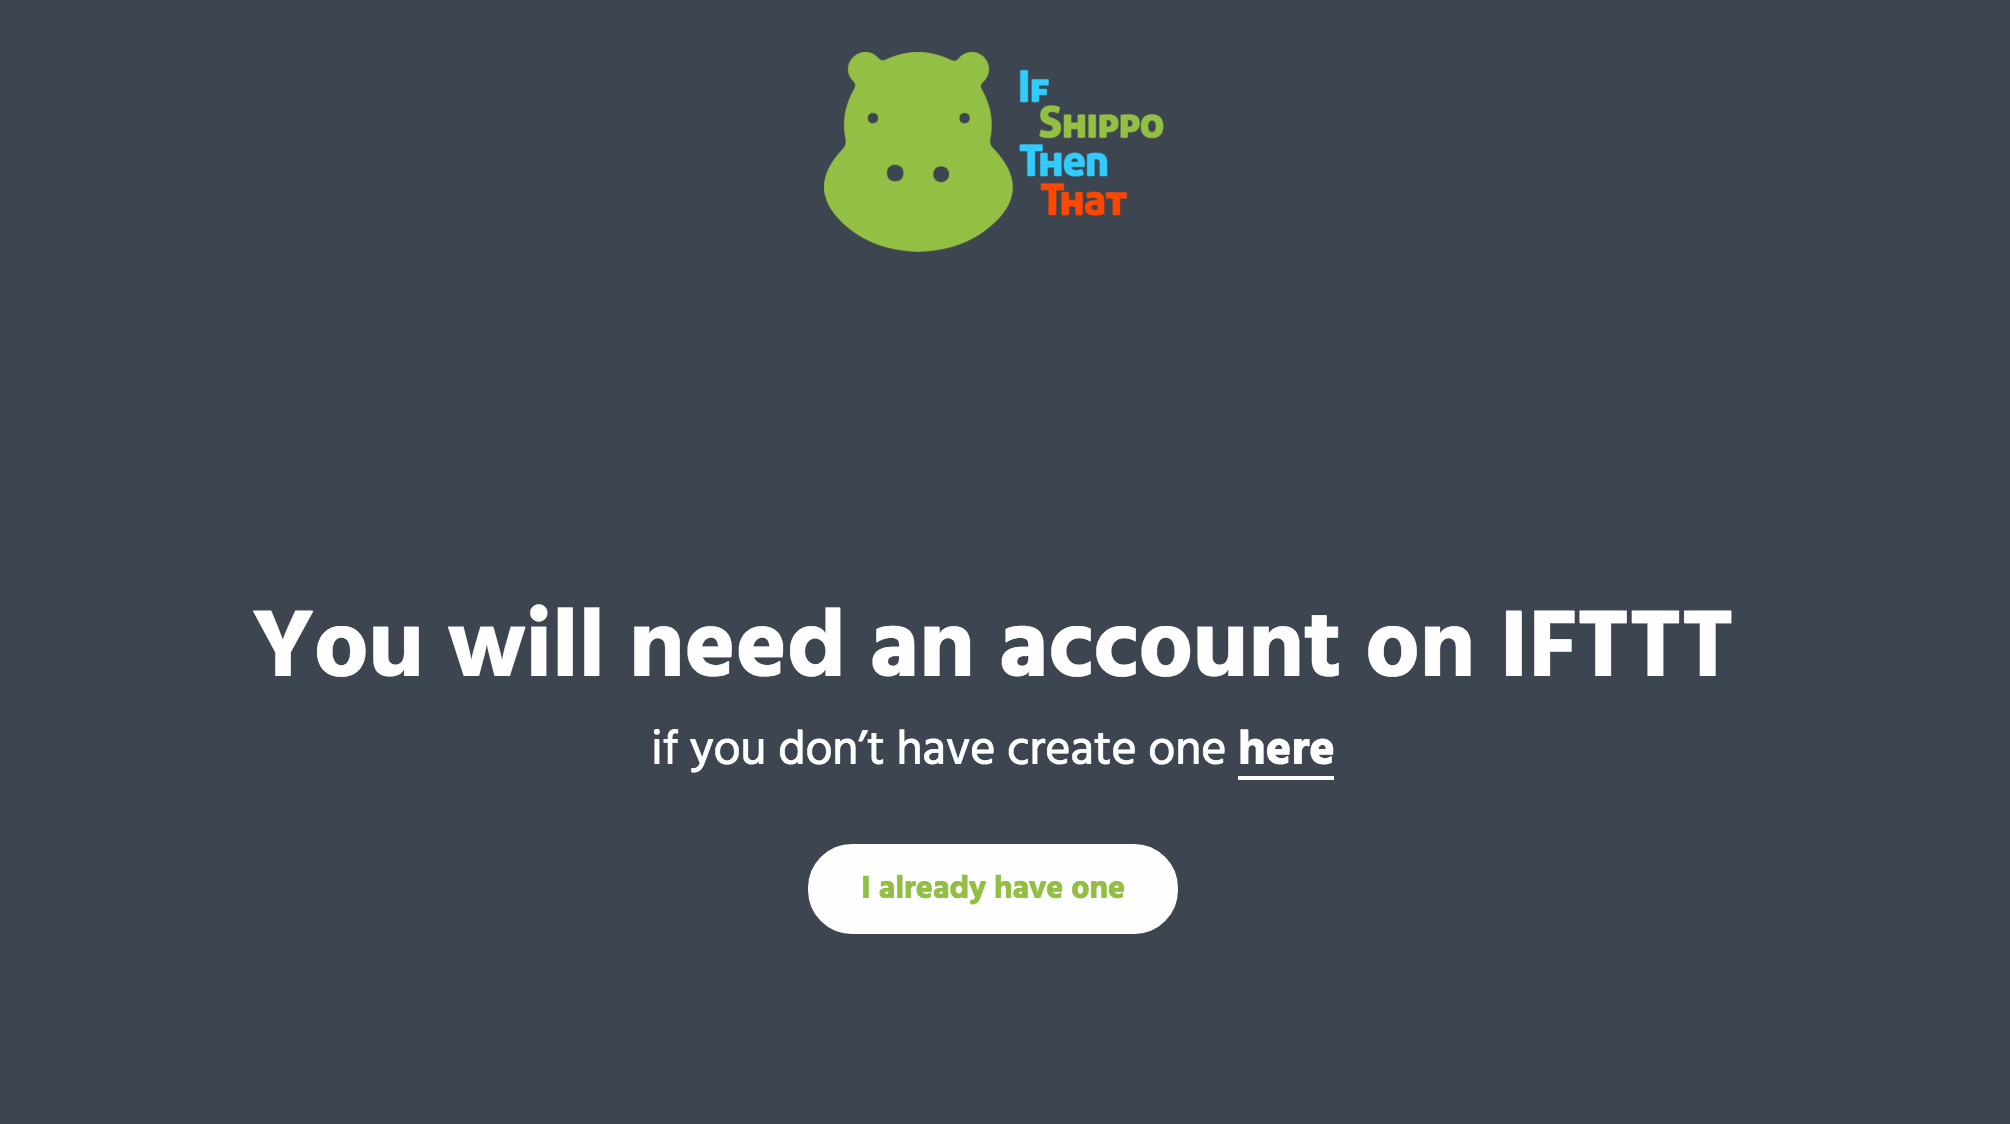 If
Shippo
Then
That
You will need an account on IFTTT
if you don’t have create one here
I already have one